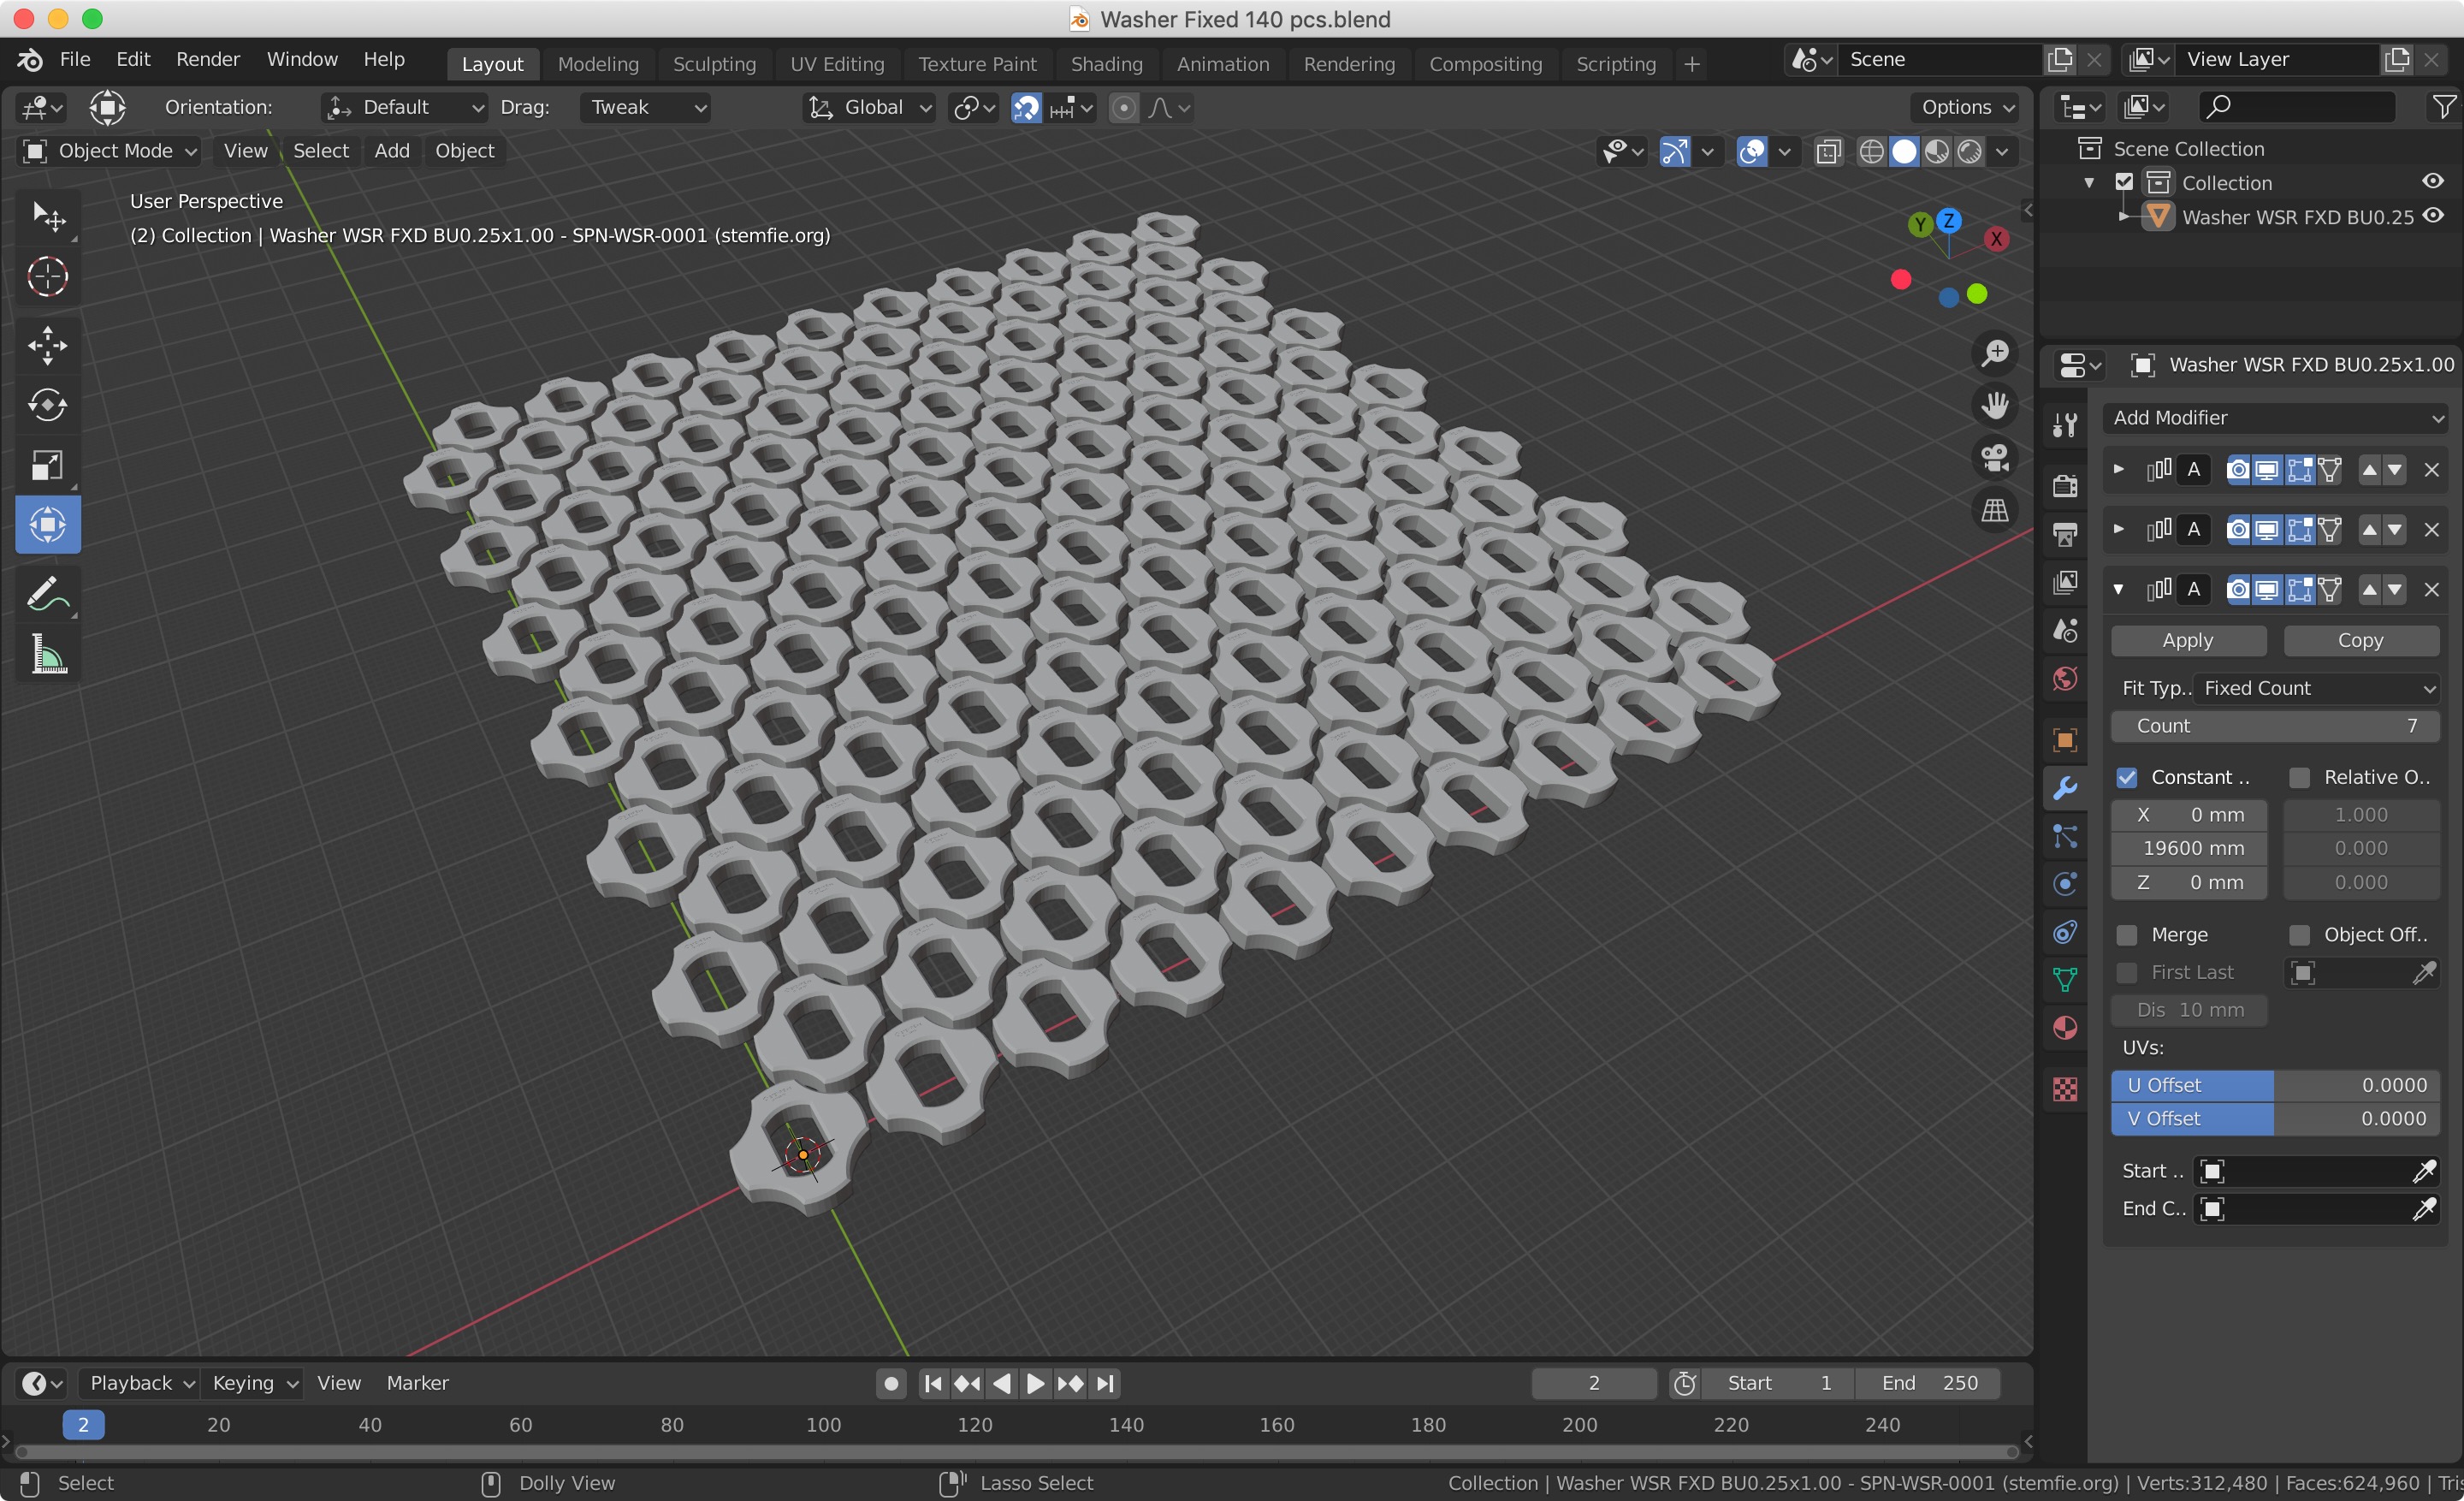 Washer Fixed 140 pcs.blend
File Edit Render Window Help Layout Modeling Sculpting UV Editing Texture Paint Shading Animation Rendering Compositing Scripting + Scene View Layer
Orientation: Default Drag: Tweak Global Options
Object Mode View Select Add Object
User Perspective
(2) Collection | Washer WSR FXD BU0.25x1.00 - SPN-WSR-0001 (stemfie.org)
Y Z X
Scene Collection
Collection
Washer WSR FXD BU0.25
Washer WSR FXD BU0.25x1.00
Add Modifier
A
A
A
Apply Copy
Fit Typ.. Fixed Count
Count 7
Constant .. Relative O..
X 0 mm 1.000
19600 mm 0.000
Z 0 mm 0.000
Merge Object Off..
First Last
Dis 10 mm
UVs:
U Offset 0.0000
V Offset 0.0000
Start ..
End C..
Playback Keying View Marker 2 Start 1 End 250
2 20 40 60 80 100 120 140 160 180 200 220 240
Select Dolly View Lasso Select Collection | Washer WSR FXD BU0.25x1.00 - SPN-WSR-0001 (stemfie.org) | Verts:312,480 | Faces:624,960 | Tri